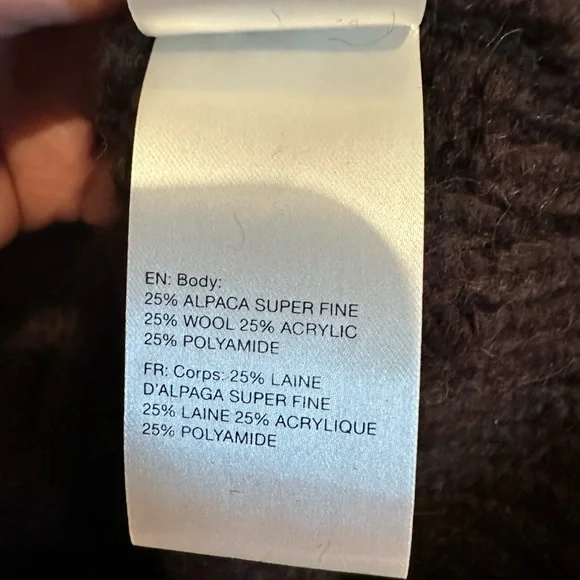 EN: Body:
25% ALPACA SUPER FINE
25% WOOL 25% ACRYLIC
25% POLYAMIDE
FR: Corps: 25% LAINE
D'ALPAGA SUPER FINE
25% LAINE 25% ACRYLIQUE
25% POLYAMIDE